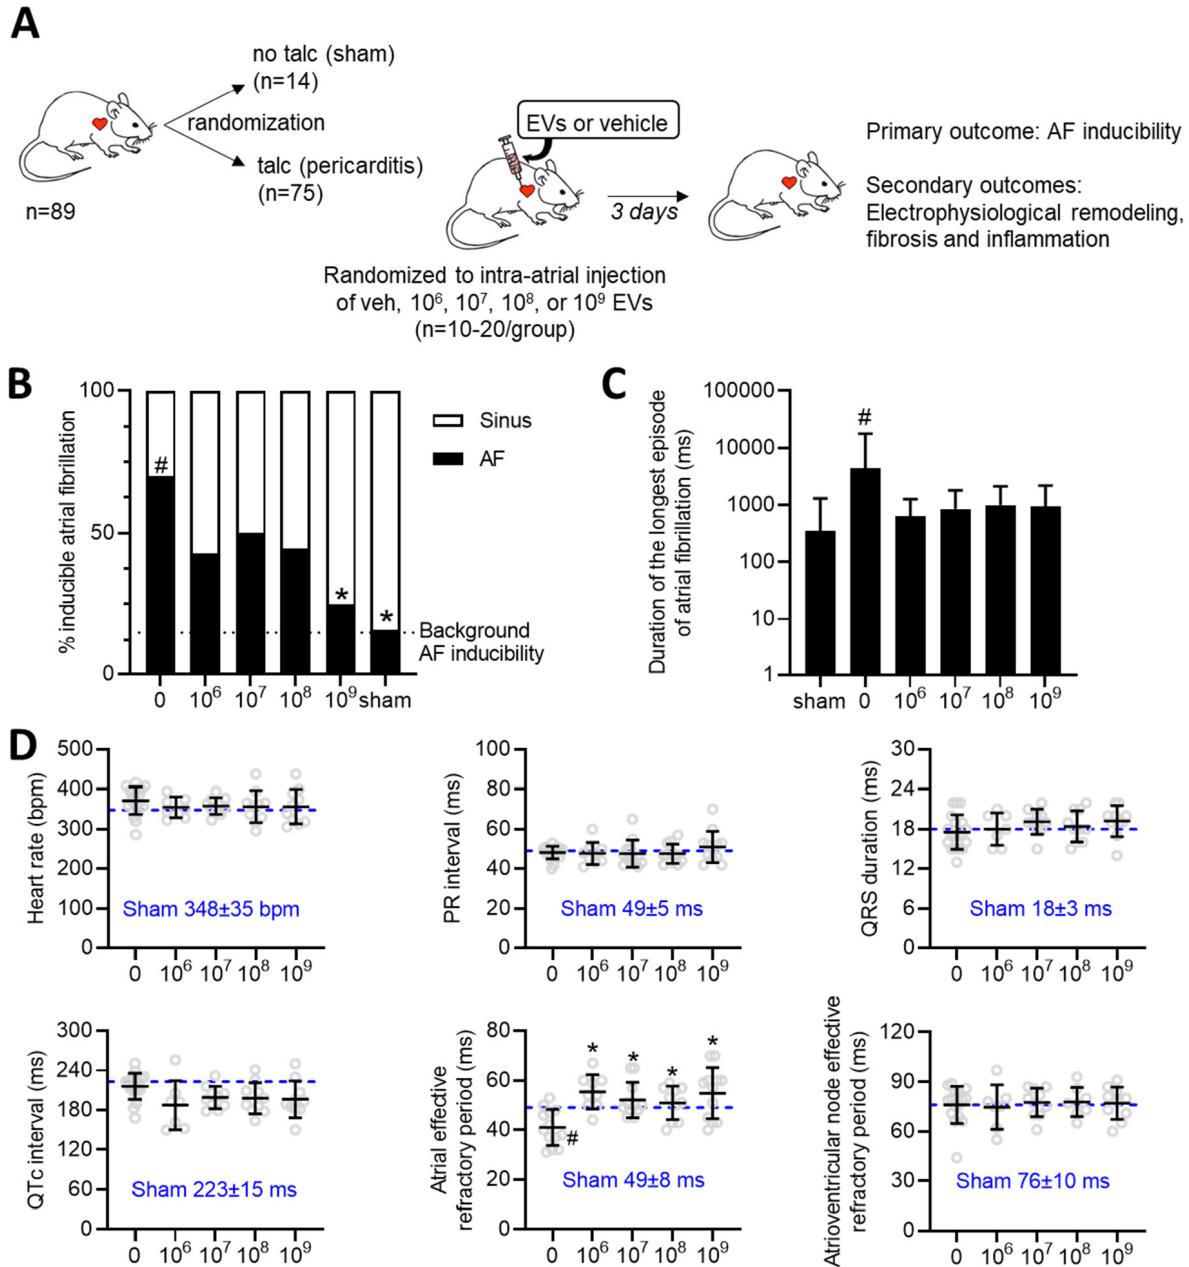 A
no talc (sham)
(n=14)
randomization
talc (pericarditis)
(n=75)
n=89
EVs or vehicle
3 days
Randomized to intra-atrial injection
of veh, 10⁶, 10⁷, 10⁸, or 10⁹ EVs
(n=10-20/group)
Primary outcome: AF inducibility
Secondary outcomes:
Electrophysiological remodeling,
fibrosis and inflammation
B
% inducible atrial fibrillation
100
50
0
#
*
*
0 10⁶ 10⁷ 10⁸ 10⁹ sham
Sinus
AF
Background
AF inducibility
C
Duration of the longest episode
of atrial fibrillation (ms)
100000
10000
1000
100
10
1
#
sham 0 10⁶ 10⁷ 10⁸ 10⁹
D
Heart rate (bpm)
500
400
300
200
100
0
Sham 348±35 bpm
0 10⁶ 10⁷ 10⁸ 10⁹
PR interval (ms)
100
80
60
40
20
0
Sham 49±5 ms
0 10⁶ 10⁷ 10⁸ 10⁹
QRS duration (ms)
30
24
18
12
6
0
Sham 18±3 ms
0 10⁶ 10⁷ 10⁸ 10⁹
QTc interval (ms)
300
240
180
120
60
0
Sham 223±15 ms
0 10⁶ 10⁷ 10⁸ 10⁹
Atrial effective
refractory period (ms)
80
60
40
20
0
* * * *
#
Sham 49±8 ms
0 10⁶ 10⁷ 10⁸ 10⁹
Atrioventricular node effective
refractory period (ms)
120
90
60
30
0
Sham 76±10 ms
0 10⁶ 10⁷ 10⁸ 10⁹